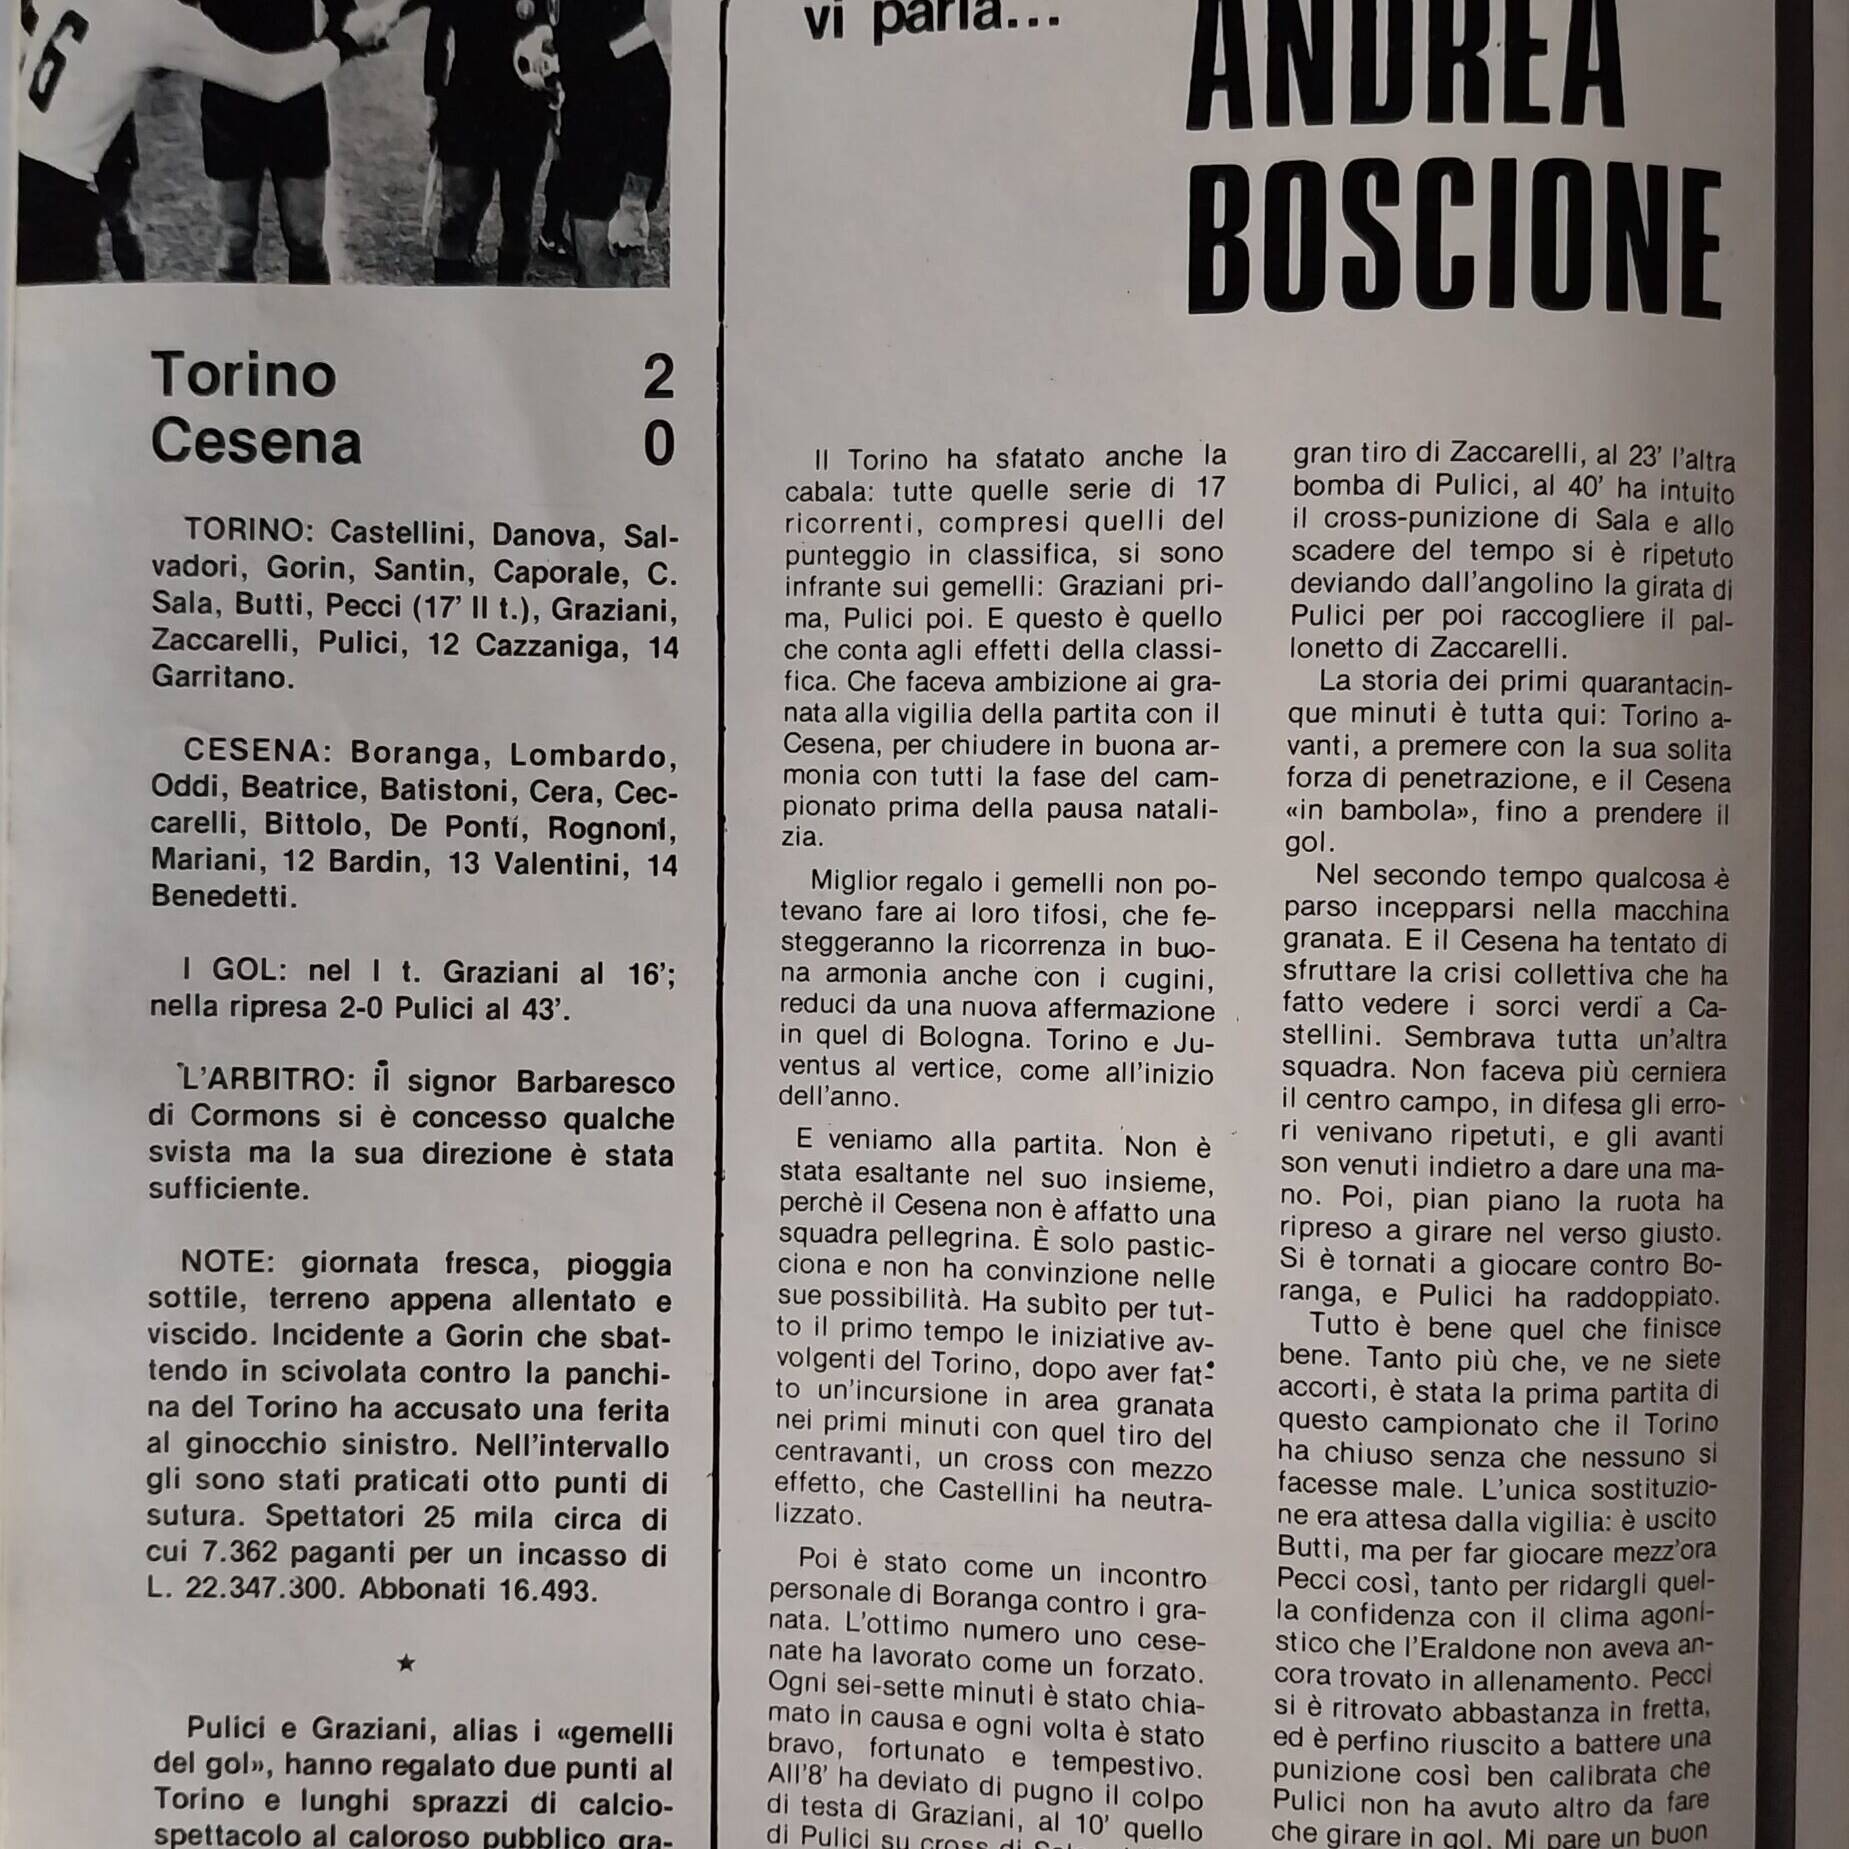 6
Torino 2
Cesena 0
TORINO: Castellini, Danova, Sal-
vadori, Gorin, Santin, Caporale, C.
Sala, Butti, Pecci (17' II t.), Graziani,
Zaccarelli, Pulici, 12 Cazzaniga, 14
Garritano.
CESENA: Boranga, Lombardo,
Oddi, Beatrice, Batistoni, Cera, Cec-
carelli, Bittolo, De Ponti, Rognoni,
Mariani, 12 Bardin, 13 Valentini, 14
Benedetti.
I GOL: nel I t. Graziani al 16';
nella ripresa 2-0 Pulici al 43'.
L'ARBITRO: il signor Barbaresco
di Cormons si è concesso qualche
svista ma la sua direzione è stata
sufficiente.
NOTE: giornata fresca, pioggia
sottile, terreno appena allentato e
viscido. Incidente a Gorin che sbat-
tendo in scivolata contro la panchi-
na del Torino ha accusato una ferita
al ginocchio sinistro. Nell'intervallo
gli sono stati praticati otto punti di
sutura. Spettatori 25 mila circa di
cui 7.362 paganti per un incasso di
L. 22.347.300. Abbonati 16.493.
★
Pulici e Graziani, alias i «gemelli
del gol», hanno regalato due punti al
Torino e lunghi sprazzi di calcio-
spettacolo al caloroso pubblico gra-
vi parla...
ANDREA
BOSCIONE
Il Torino ha sfatato anche la
cabala: tutte quelle serie di 17
ricorrenti, compresi quelli del
punteggio in classifica, si sono
infrante sui gemelli: Graziani pri-
ma, Pulici poi. E questo è quello
che conta agli effetti della classi-
fica. Che faceva ambizione ai gra-
nata alla vigilia della partita con il
Cesena, per chiudere in buona ar-
monia con tutti la fase del cam-
pionato prima della pausa natali-
zia.
Miglior regalo i gemelli non po-
tevano fare ai loro tifosi, che fe-
steggeranno la ricorrenza in buo-
na armonia anche con i cugini,
reduci da una nuova affermazione
in quel di Bologna. Torino e Ju-
ventus al vertice, come all'inizio
dell'anno.
E veniamo alla partita. Non è
stata esaltante nel suo insieme,
perchè il Cesena non è affatto una
squadra pellegrina. È solo pastic-
ciona e non ha convinzione nelle
sue possibilità. Ha subìto per tut-
to il primo tempo le iniziative av-
volgenti del Torino, dopo aver fat-
to un'incursione in area granata
nei primi minuti con quel tiro del
centravanti, un cross con mezzo
effetto, che Castellini ha neutra-
lizzato.
Poi è stato come un incontro
personale di Boranga contro i gra-
nata. L'ottimo numero uno cese-
nate ha lavorato come un forzato.
Ogni sei-sette minuti è stato chia-
mato in causa e ogni volta è stato
bravo, fortunato e tempestivo.
All'8' ha deviato di pugno il colpo
di testa di Graziani, al 10' quello
di Pulici su cross di
gran tiro di Zaccarelli, al 23' l'altra
bomba di Pulici, al 40' ha intuito
il cross-punizione di Sala e allo
scadere del tempo si è ripetuto
deviando dall'angolino la girata di
Pulici per poi raccogliere il pal-
lonetto di Zaccarelli.
La storia dei primi quarantacin-
que minuti è tutta qui: Torino a-
vanti, a premere con la sua solita
forza di penetrazione, e il Cesena
«in bambola», fino a prendere il
gol.
Nel secondo tempo qualcosa è
parso incepparsi nella macchina
granata. E il Cesena ha tentato di
sfruttare la crisi collettiva che ha
fatto vedere i sorci verdi a Ca-
stellini. Sembrava tutta un'altra
squadra. Non faceva più cerniera
il centro campo, in difesa gli erro-
ri venivano ripetuti, e gli avanti
son venuti indietro a dare una ma-
no. Poi, pian piano la ruota ha
ripreso a girare nel verso giusto.
Si è tornati a giocare contro Bo-
ranga, e Pulici ha raddoppiato.
Tutto è bene quel che finisce
bene. Tanto più che, ve ne siete
accorti, è stata la prima partita di
questo campionato che il Torino
ha chiuso senza che nessuno si
facesse male. L'unica sostituzio-
ne era attesa dalla vigilia: è uscito
Butti, ma per far giocare mezz'ora
Pecci così, tanto per ridargli quel-
la confidenza con il clima agoni-
stico che l'Eraldone non aveva an-
cora trovato in allenamento. Pecci
si è ritrovato abbastanza in fretta,
ed è perfino riuscito a battere una
punizione così ben calibrata che
Pulici non ha avuto altro da fare
che girare in gol. Mi pare un buon